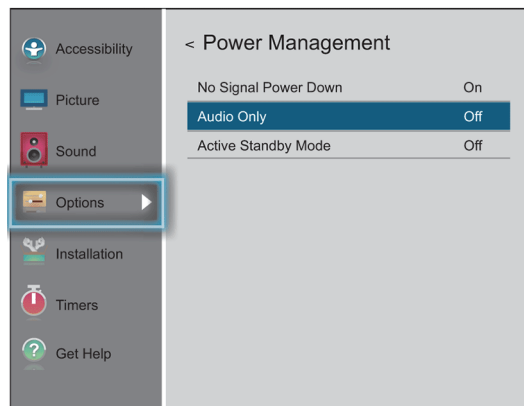 Accessibility
Picture
Sound
Options
Installation
Timers
Get Help
< Power Management
No Signal Power Down On
Audio Only Off
Active Standby Mode Off